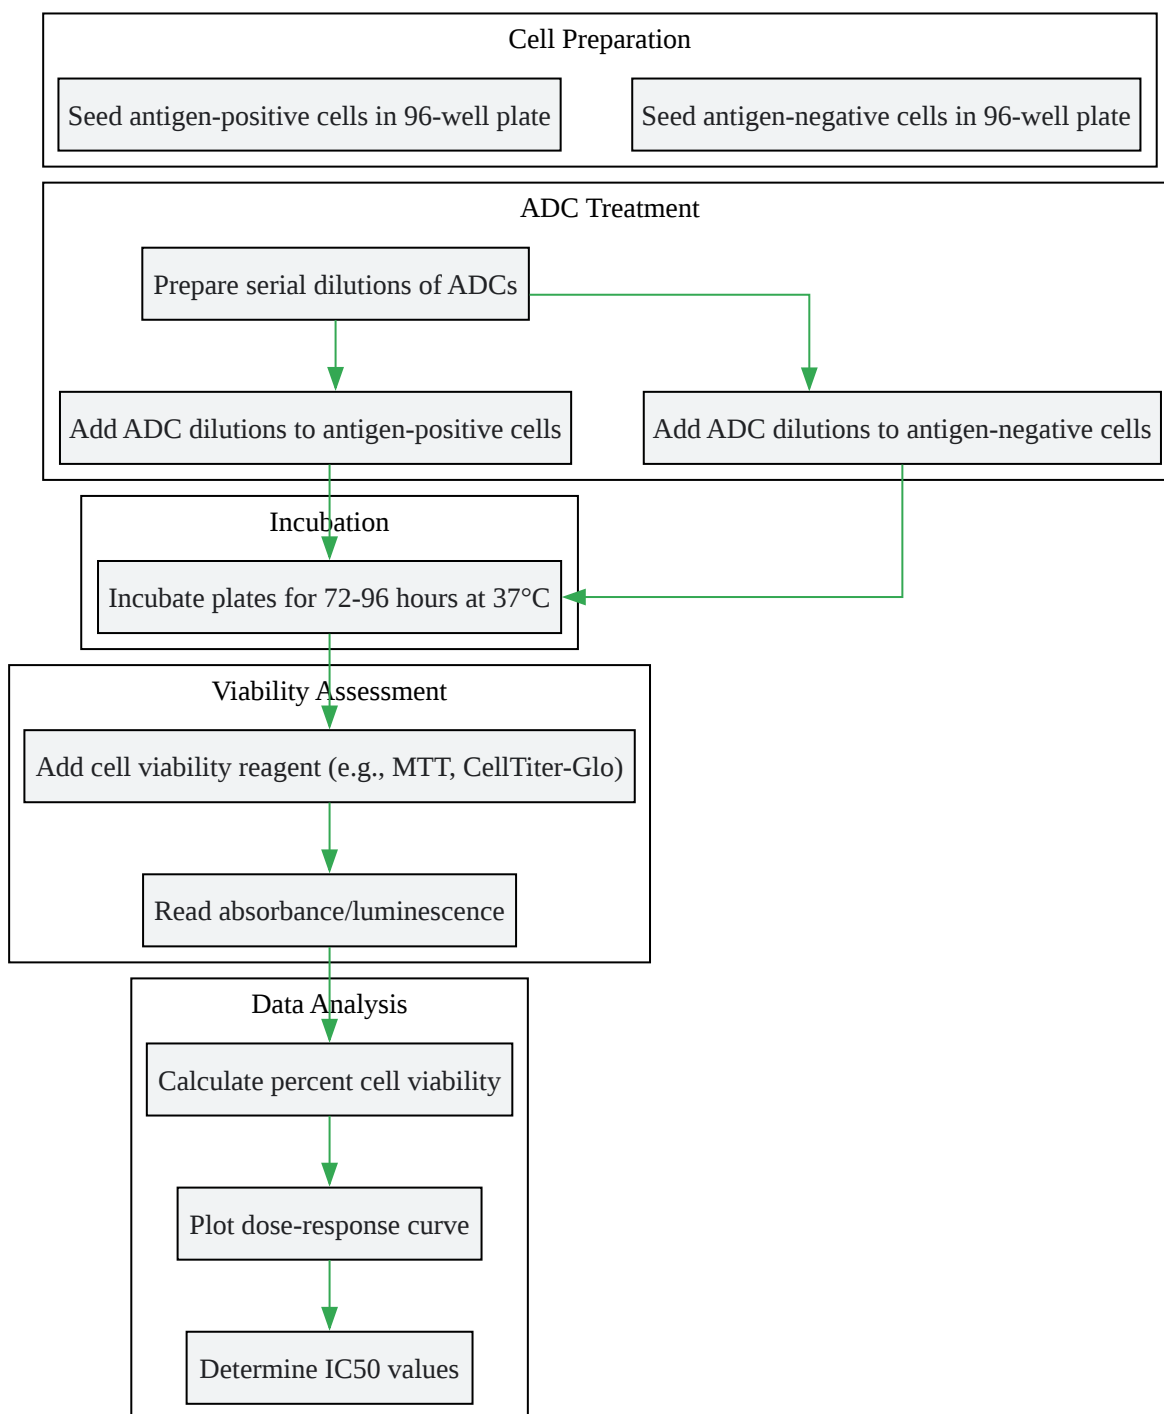 Cell Preparation
Seed antigen-positive cells in 96-well plate
Seed antigen-negative cells in 96-well plate
ADC Treatment
Prepare serial dilutions of ADCs
Add ADC dilutions to antigen-positive cells
Add ADC dilutions to antigen-negative cells
Incubation
Incubate plates for 72-96 hours at 37°C
Viability Assessment
Add cell viability reagent (e.g., MTT, CellTiter-Glo)
Read absorbance/luminescence
Data Analysis
Calculate percent cell viability
Plot dose-response curve
Determine IC50 values